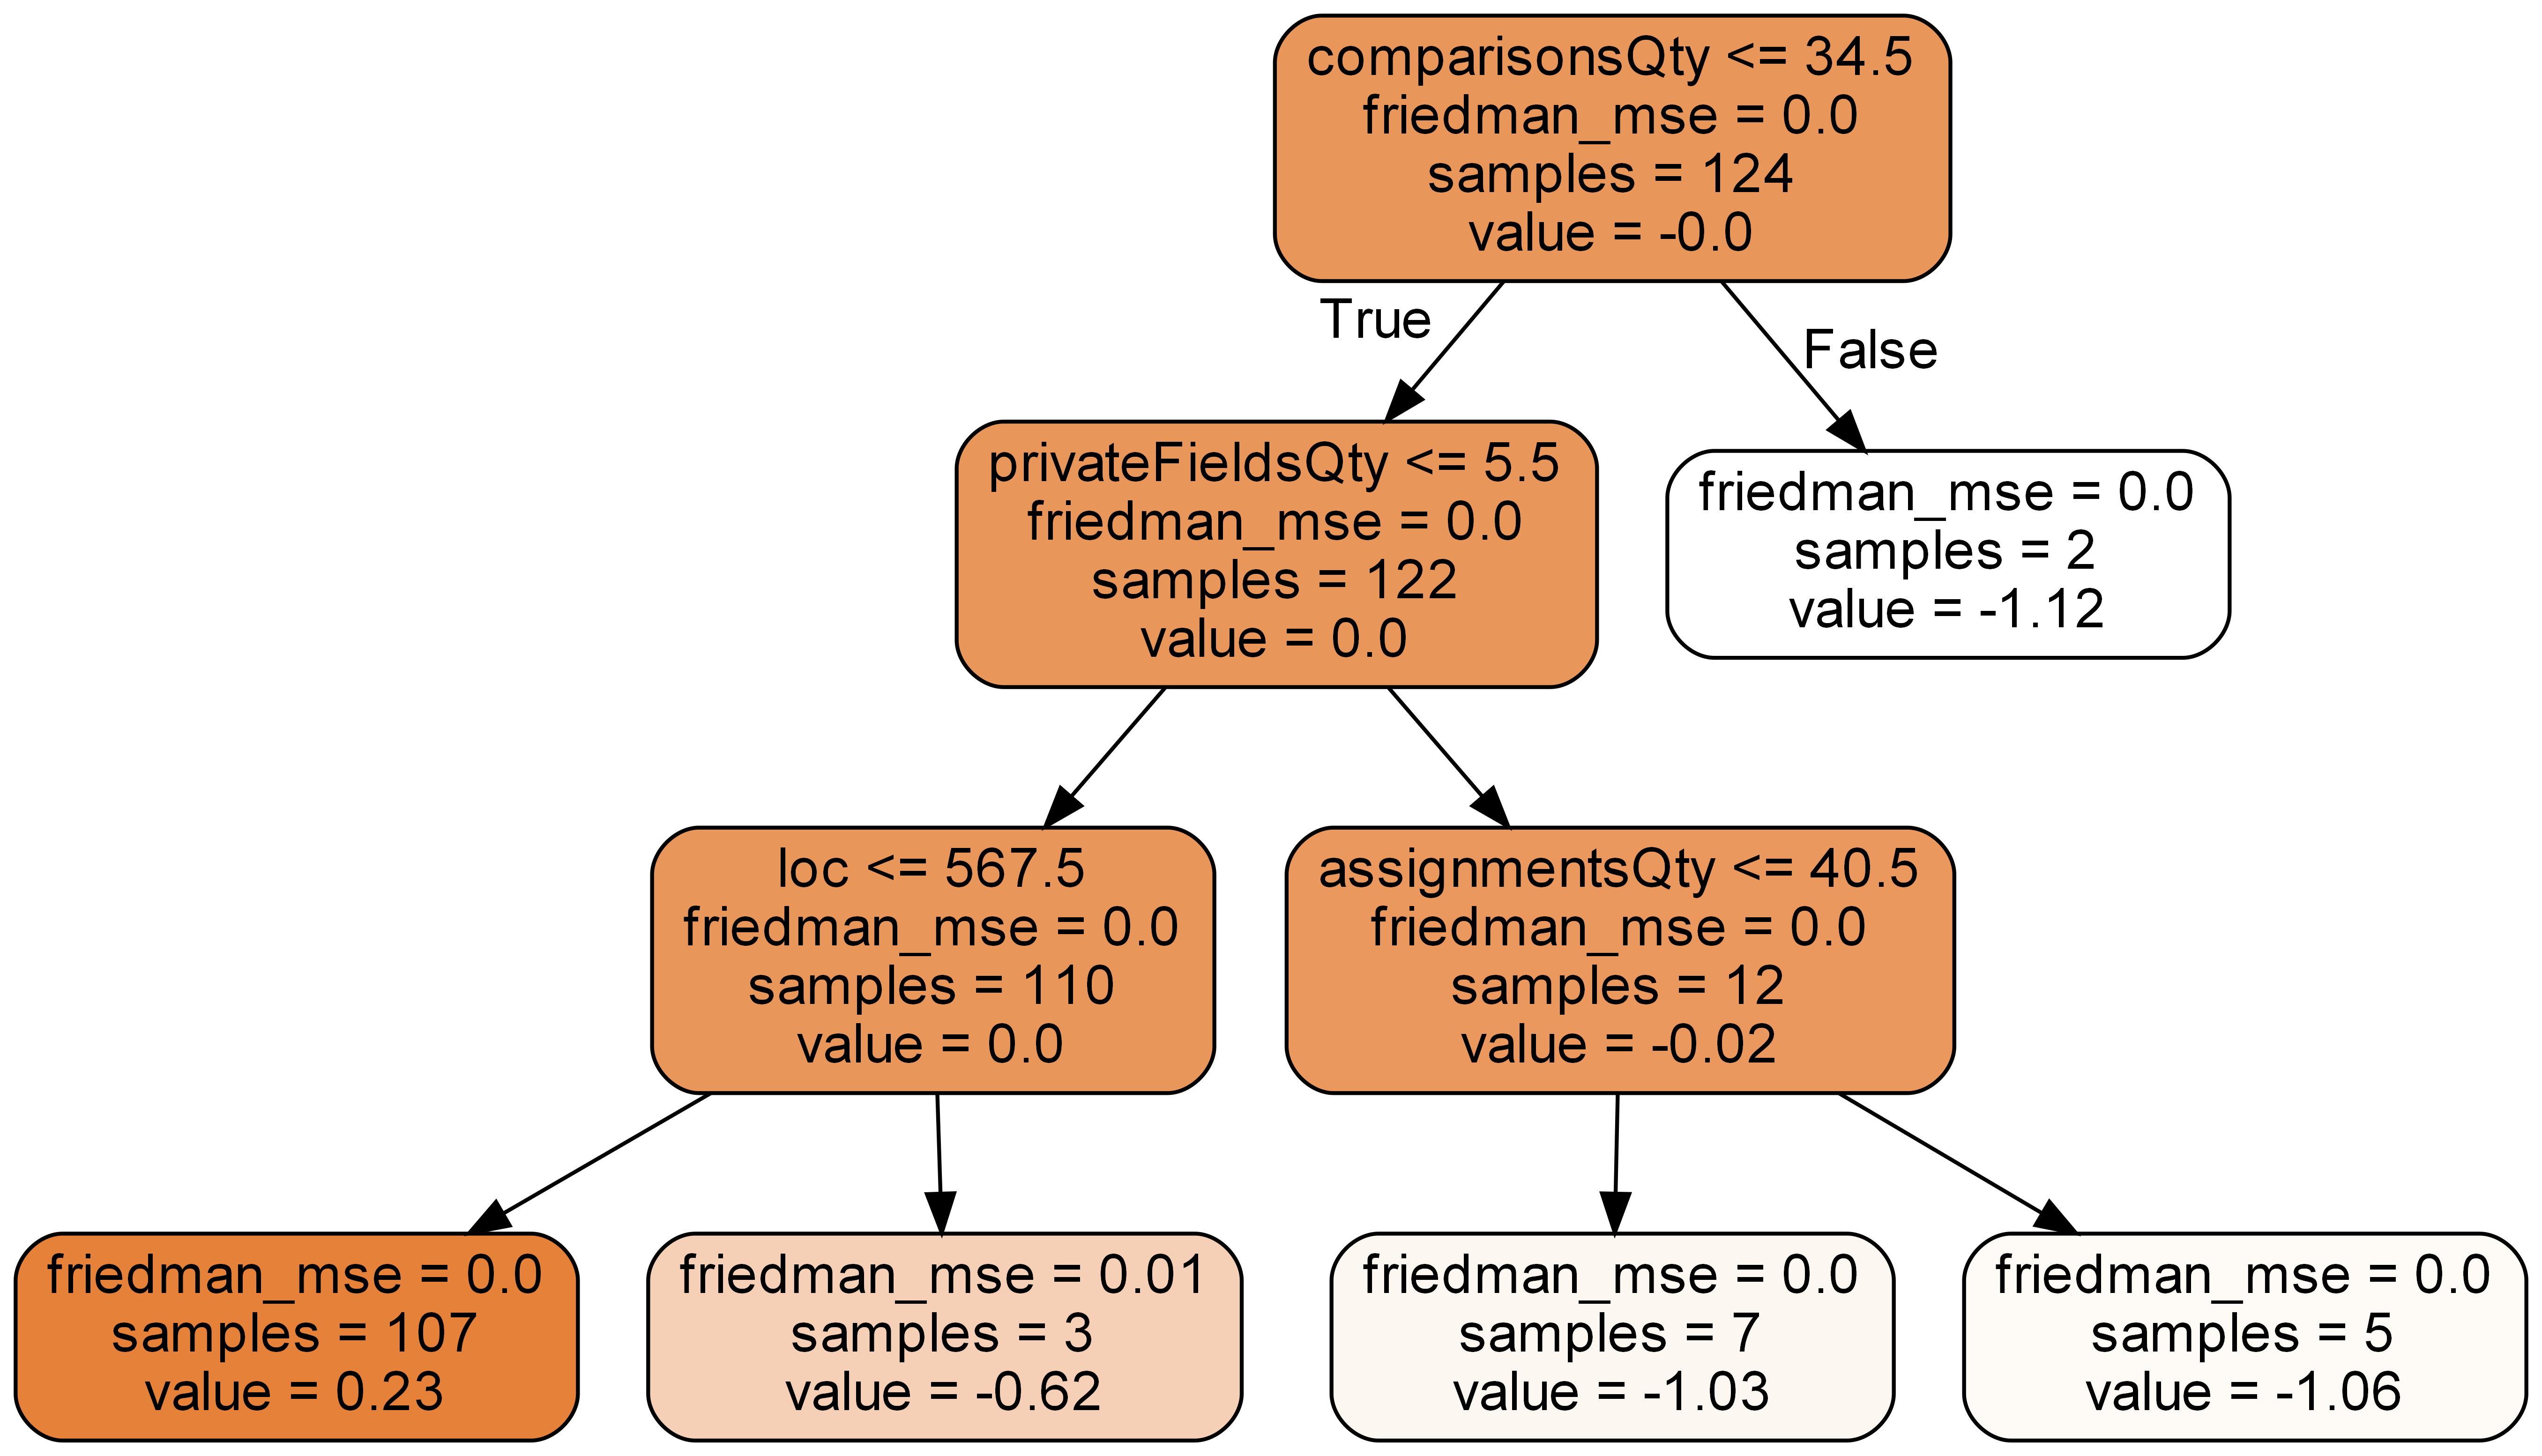 comparisonsQty <= 34.5
friedman_mse = 0.0
samples = 124
value = -0.0
True
False
privateFieldsQty <= 5.5
friedman_mse = 0.0
samples = 122
value = 0.0
friedman_mse = 0.0
samples = 2
value = -1.12
loc <= 567.5
friedman_mse = 0.0
samples = 110
value = 0.0
assignmentsQty <= 40.5
friedman_mse = 0.0
samples = 12
value = -0.02
friedman_mse = 0.0
samples = 107
value = 0.23
friedman_mse = 0.01
samples = 3
value = -0.62
friedman_mse = 0.0
samples = 7
value = -1.03
friedman_mse = 0.0
samples = 5
value = -1.06